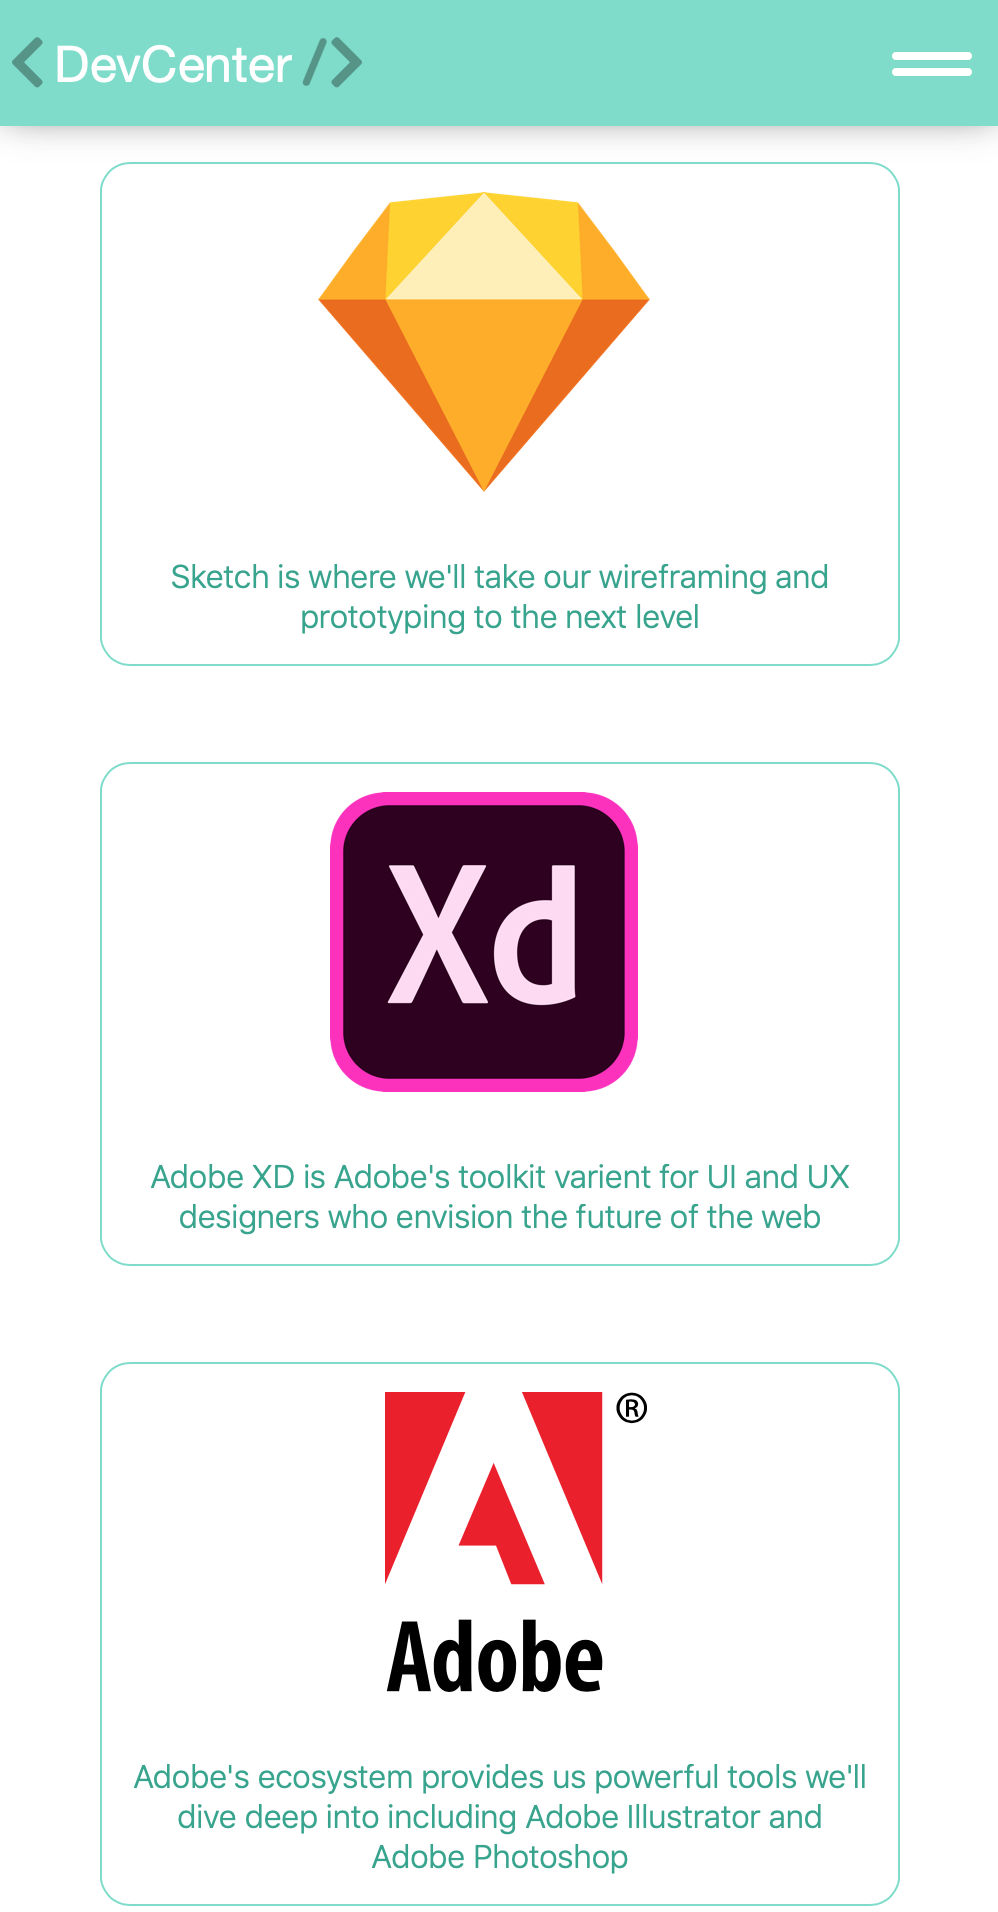 < DevCenter />
Sketch is where we'll take our wireframing and
prototyping to the next level
Xd
Adobe XD is Adobe's toolkit varient for UI and UX
designers who envision the future of the web
®
Adobe
Adobe's ecosystem provides us powerful tools we'll
dive deep into including Adobe Illustrator and
Adobe Photoshop